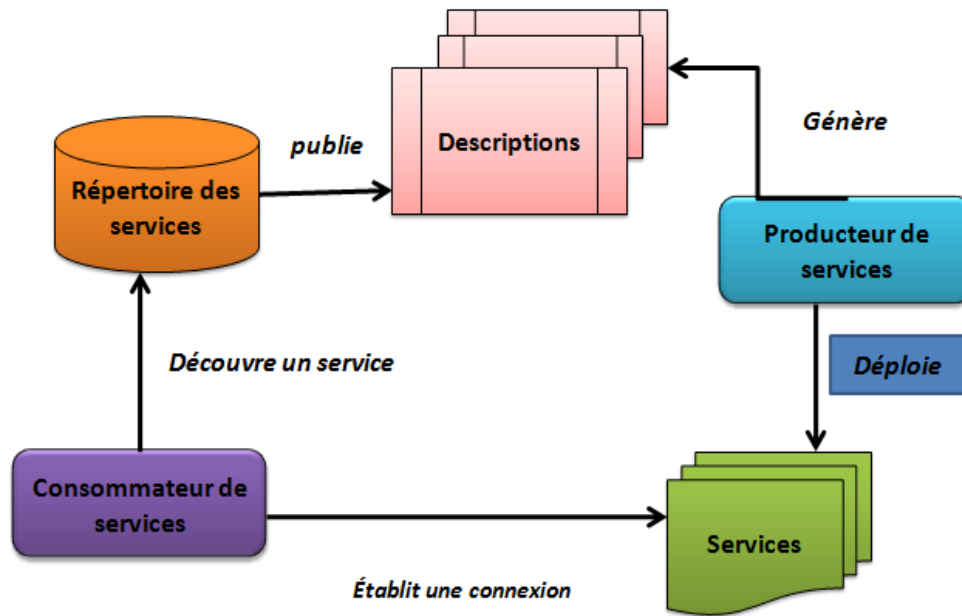 Descriptions
publie
Génère
Répertoire des
services
Producteur de
services
Découvre un service
Déploie
Consommateur de
services
Services
Établit une connexion